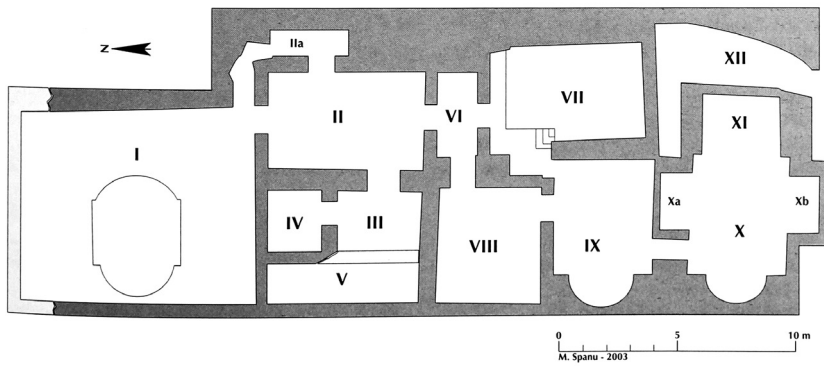 IIa
N
XII
VII
II
VI
XI
I
IV
III
Xa
Xb
VIII
IX
X
V
0 5 10 m
M. Spanu - 2003